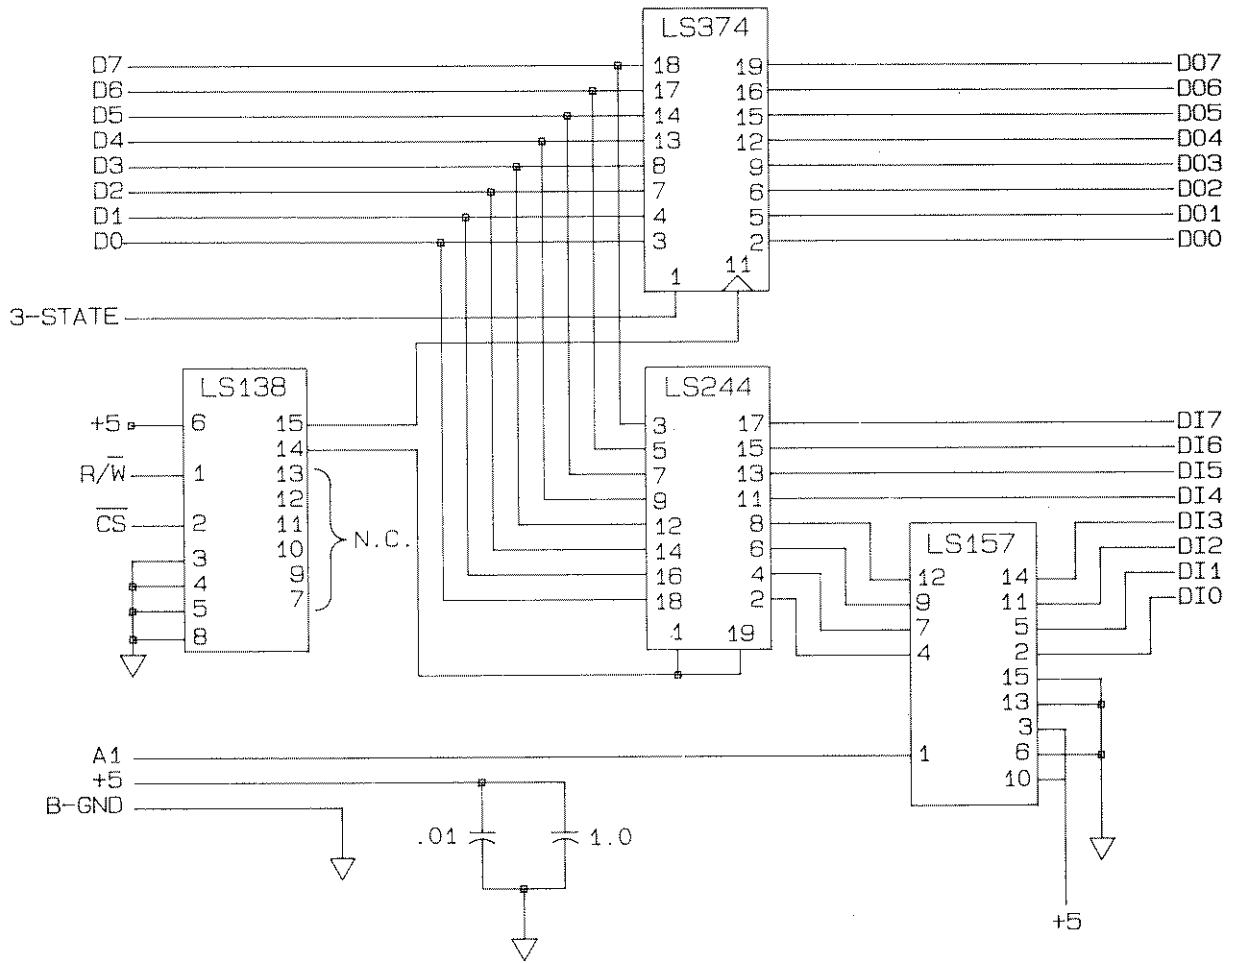 LS374
D7 18 19 DO7
D6 17 16 DO6
D5 14 15 DO5
D4 13 12 DO4
D3 8 9 DO3
D2 7 6 DO2
D1 4 5 DO1
D0 3 2 DO0
1 11
3-STATE
LS138
+5 6 15
14
R/W̅ 1 13
12
C̅S̅ 2 11
10
3 9
4 7
5
8
N.C.
LS244
3 17 DI7
5 15 DI6
7 13 DI5
9 11 DI4
12 8 DI3
14 6 DI2
16 4 DI1
18 2 DI0
1 19
LS157
12 14
9 11
7 5
4 2
15
13
3
A1 1 6
10
+5
B-GND
.01 1.0
+5